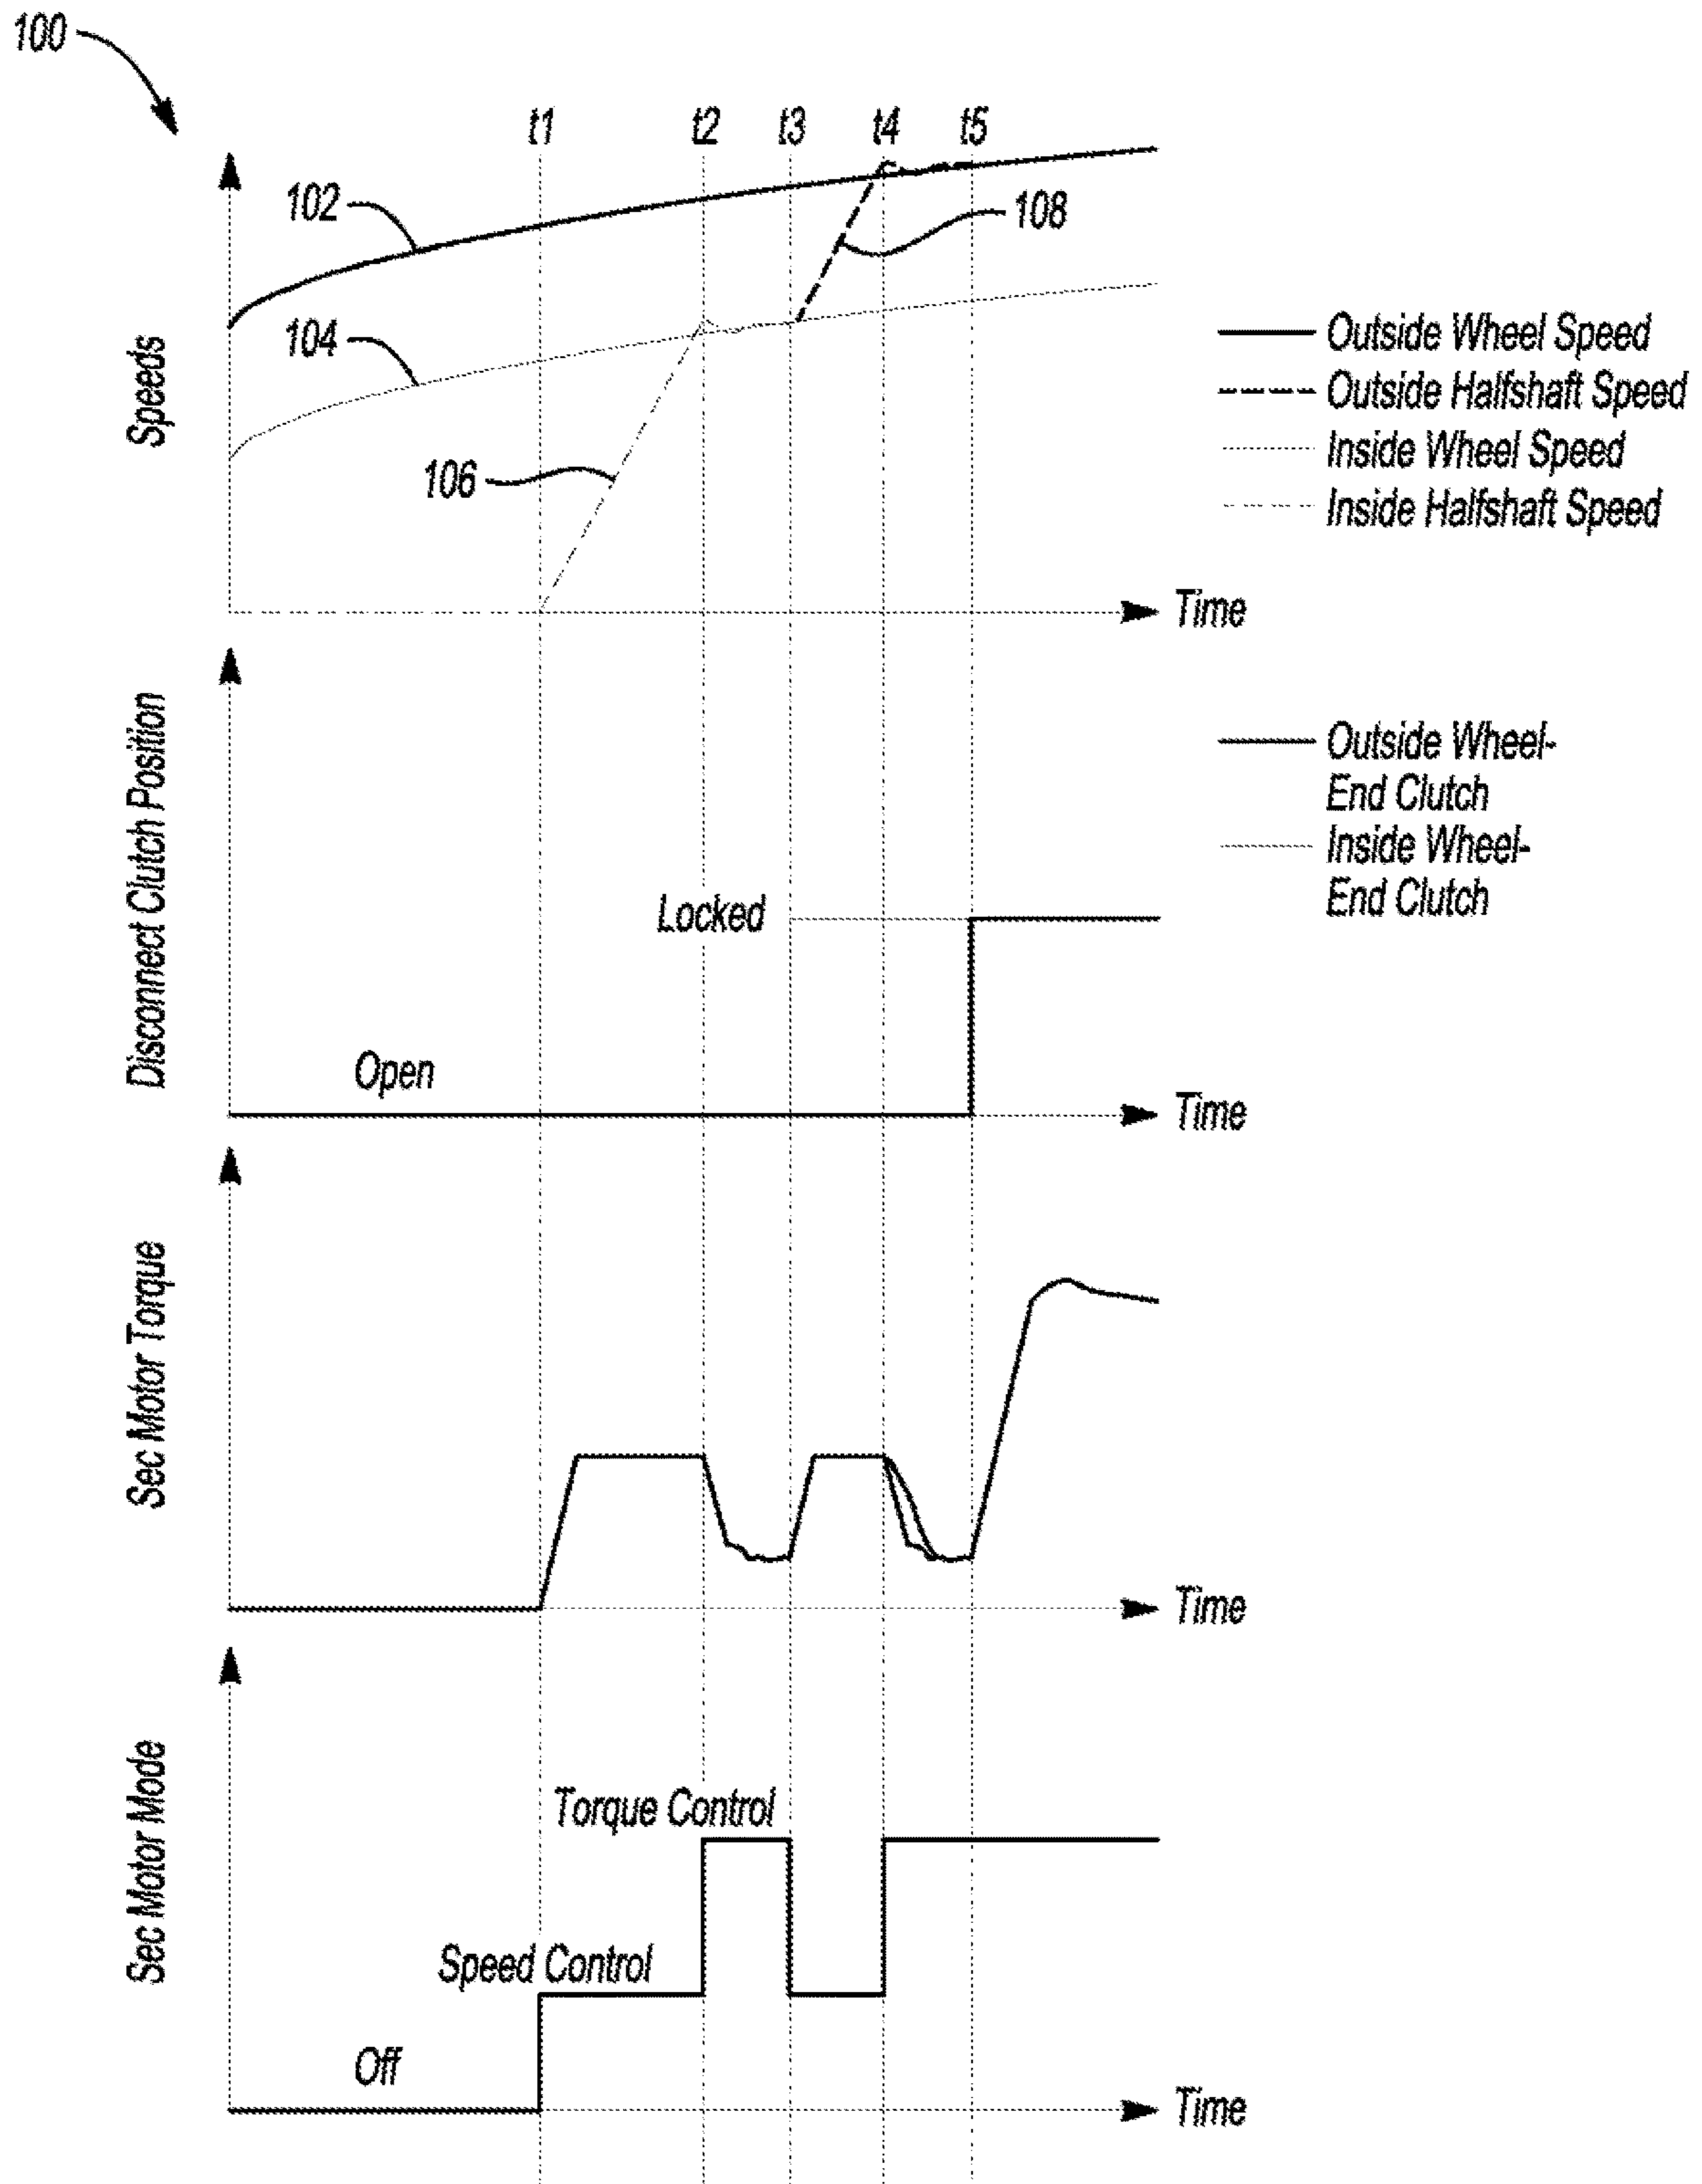 100
t1
t2
t3
t4
t5
102
108
104
106
Speeds
Outside Wheel Speed
Outside Halfshaft Speed
Inside Wheel Speed
Inside Halfshaft Speed
Time
Disconnect Clutch Position
Outside Wheel-
End Clutch
Inside Wheel-
End Clutch
Locked
Open
Time
Sec Motor Torque
Time
Sec Motor Mode
Torque Control
Speed Control
Off
Time